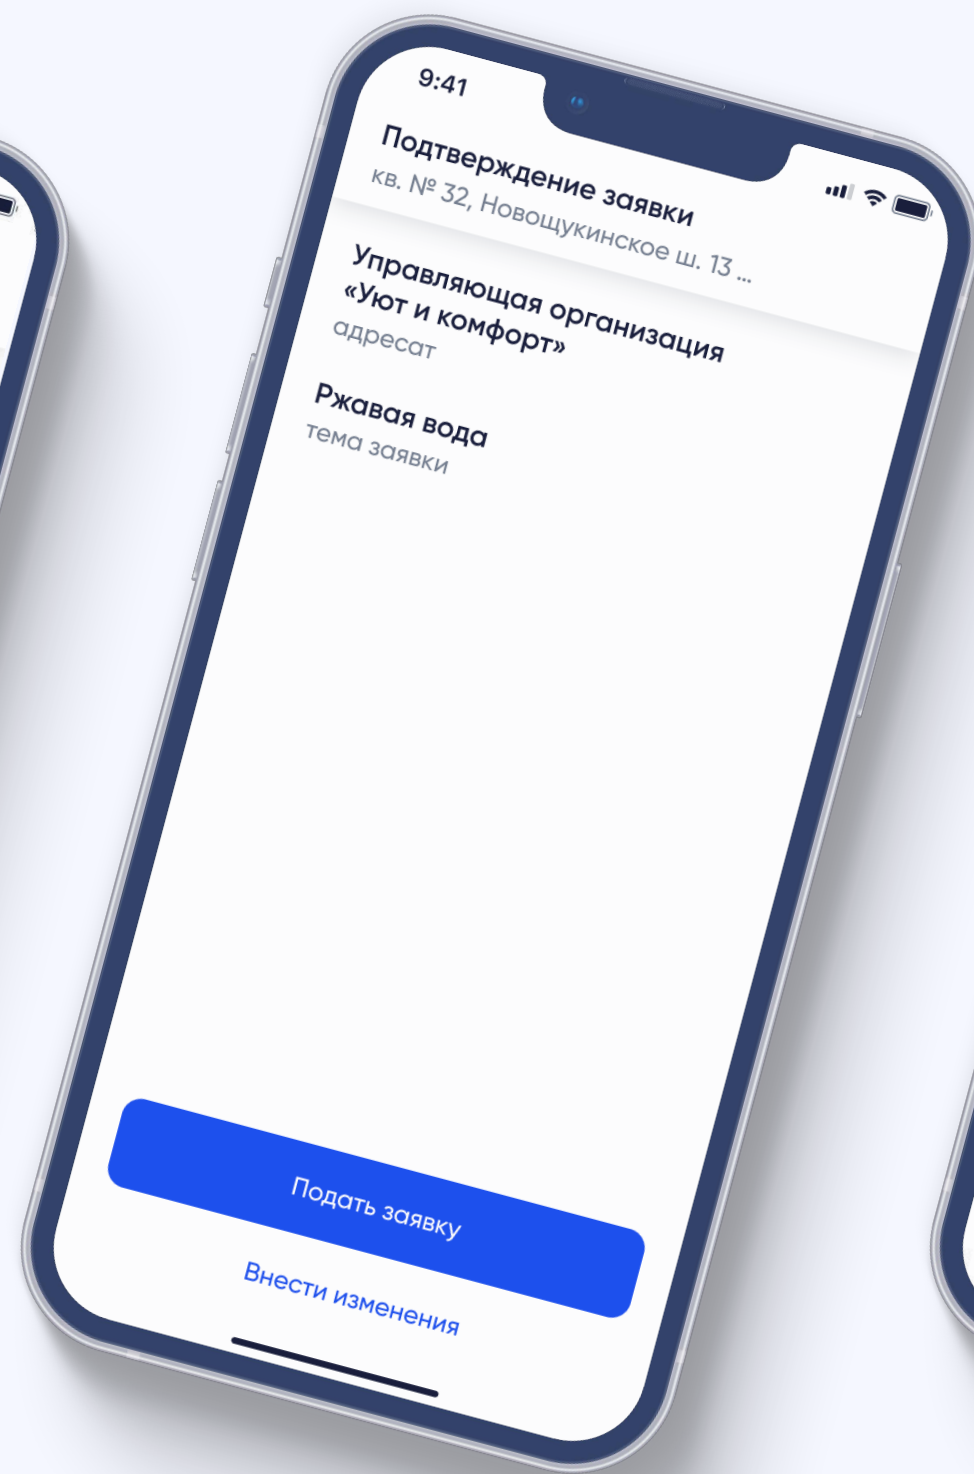 9:41
Подтверждение заявки
кв. № 32, Новощукинское ш. 13 ...
Управляющая организация
«Уют и комфорт»
адресат
Ржавая вода
тема заявки
Подать заявку
Внести изменения